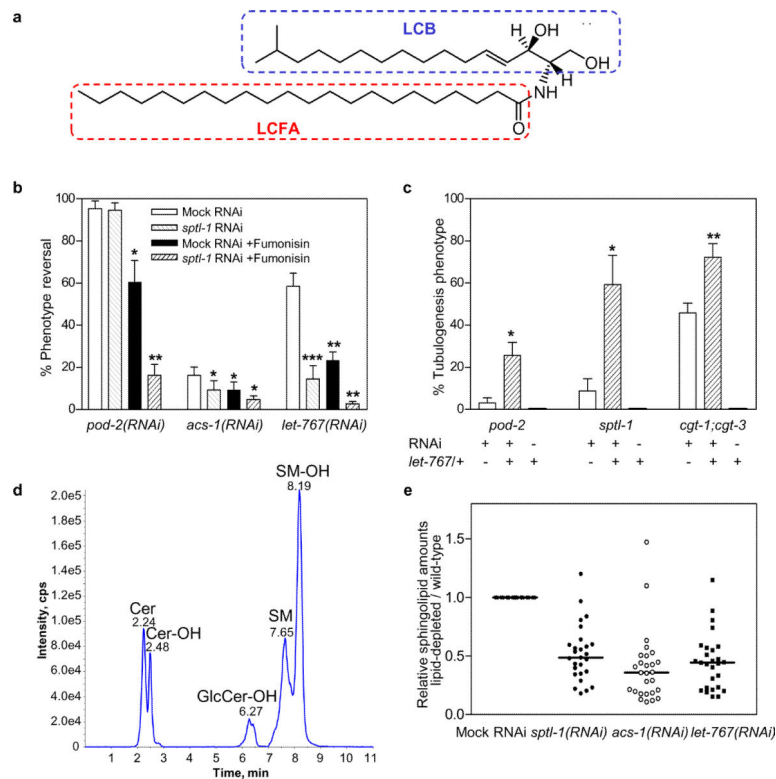 a
LCB
H OH
OH
H
NH
O
LCFA
b
% Phenotype reversal
100
80
60
40
20
0
Mock RNAi
sptl-1 RNAi
Mock RNAi +Fumonisin
sptl-1 RNAi +Fumonisin
*
**
* * *
***
**
**
pod-2(RNAi) acs-1(RNAi) let-767(RNAi)
c
% Tubulogenesis phenotype
100
80
60
40
20
0
*
*
**
pod-2 sptl-1 cgt-1;cgt-3
RNAi + + - + + - + + -
let-767/+ - + + - + + - + +
d
Intensity, cps
2.0e5
1.8e5
1.6e5
1.4e5
1.2e5
1.0e5
8.0e4
6.0e4
4.0e4
2.0e4
0.0
Cer
2.24
Cer-OH
2.48
GlcCer-OH
6.27
SM
7.65
SM-OH
8.19
1 2 3 4 5 6 7 8 9 10 11
Time, min
e
Relative sphingolipid amounts
lipid-depleted / wild-type
1.5
1.0
0.5
0.0
Mock RNAi sptl-1(RNAi) acs-1(RNAi) let-767(RNAi)